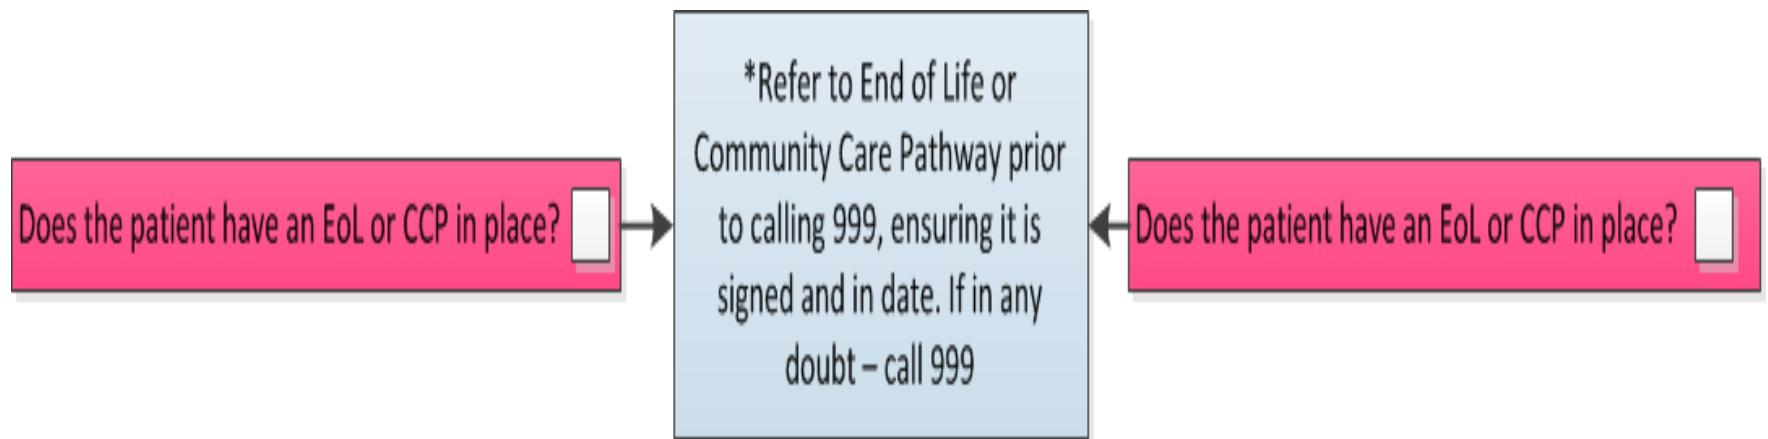 Does the patient have an EoL or CCP in place?
*Refer to End of Life or
Community Care Pathway prior
to calling 999, ensuring it is
signed and in date. If in any
doubt – call 999
Does the patient have an EoL or CCP in place?